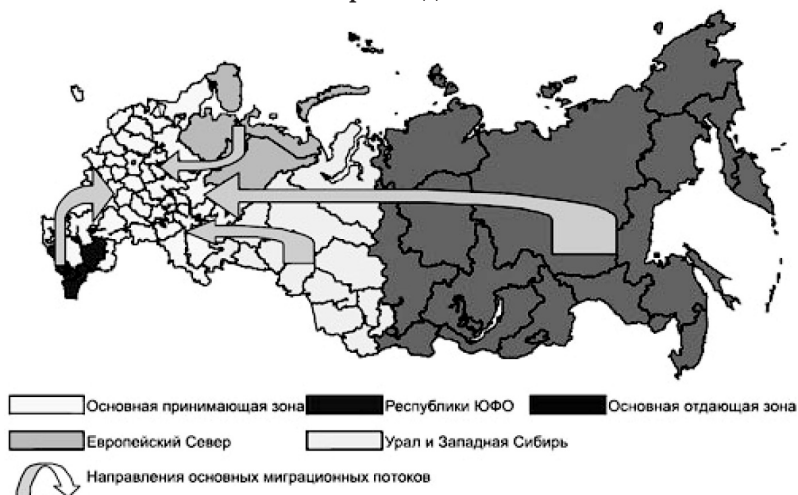 Основная принимающая зона Республики ЮФО Основная отдающая зона
Европейский Север Урал и Западная Сибирь
Направления основных миграционных потоков